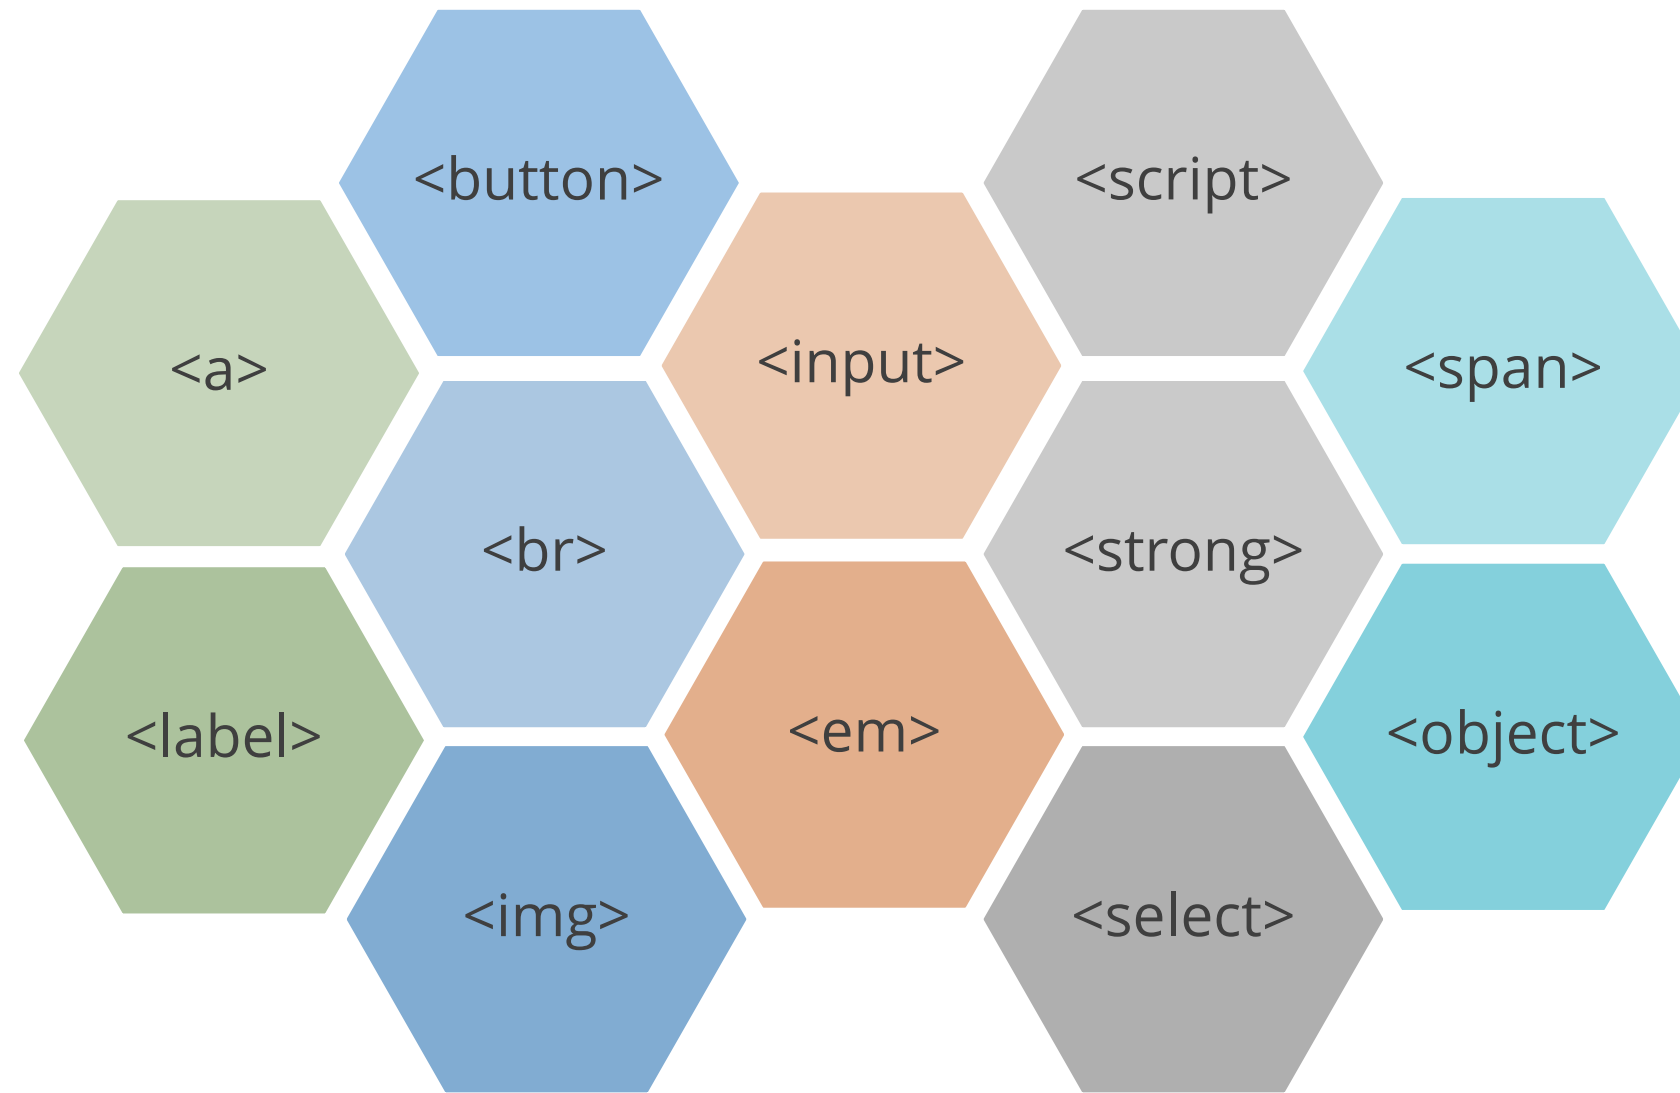 <button>
<script>
<a>
<input>
<span>
<br>
<strong>
<label>
<em>
<object>
<img>
<select>